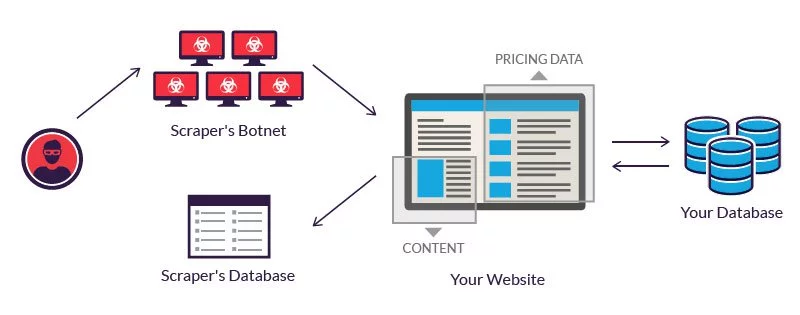 PRICING DATA
Scraper's Botnet
Your Database
CONTENT
Scraper's Database
Your Website